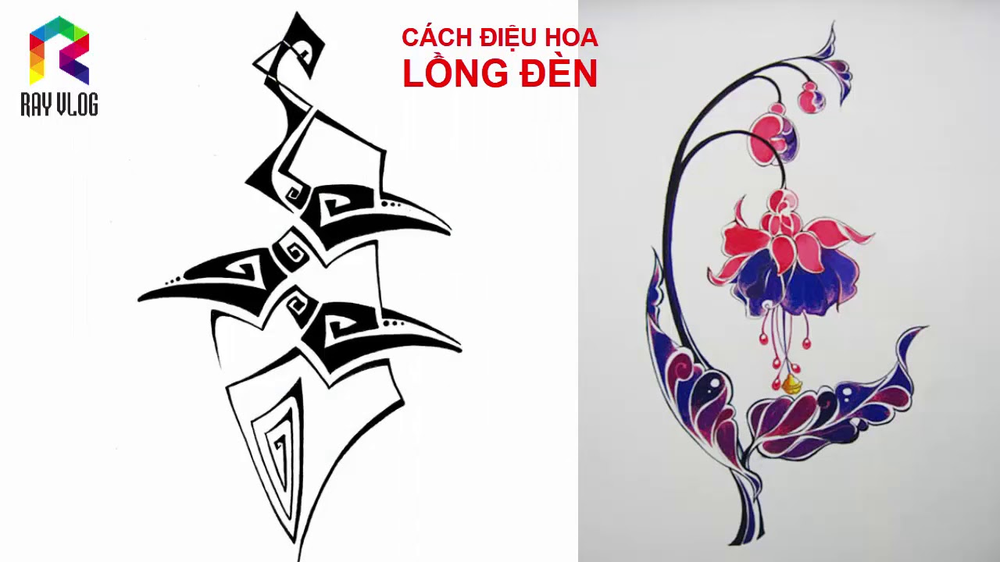 RAY VLOG
CÁCH ĐIỆU HOA
LỒNG ĐÈN